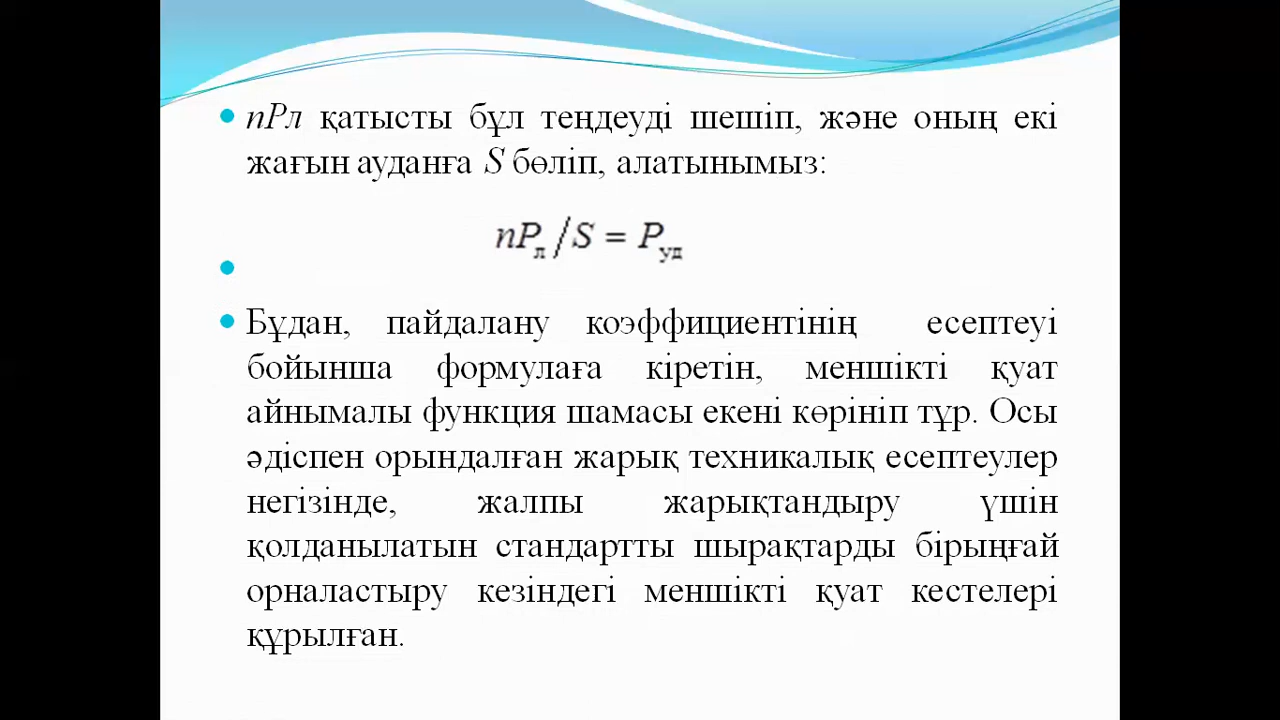 nPл қатысты бұл теңдеуді шешіп, және оның екі
жағын ауданға S бөліп, алатынымыз:
nPл/S = Pуд
Бұдан, пайдалану коэффициентінің есептеуі
бойынша формулаға кіретін, меншікті қуат
айнымалы функция шамасы екені көрініп тұр. Осы
әдіспен орындалған жарық техникалық есептеулер
негізінде, жалпы жарықтандыру үшін
қолданылатын стандартты шырақтарды бірыңғай
орналастыру кезіндегі меншікті қуат кестелері
құрылған.